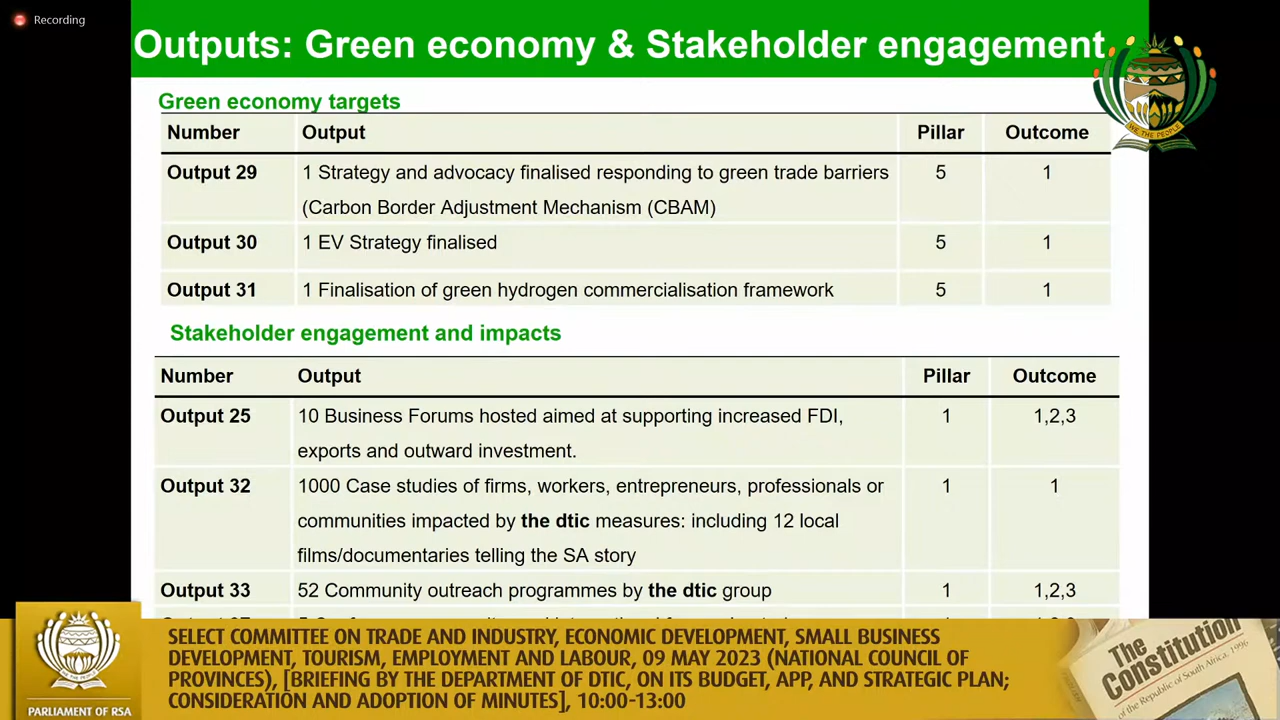 Recording
Outputs: Green economy & Stakeholder engagement
WE THE PEOPLE
Green economy targets
Number Output Pillar Outcome
Output 29 1 Strategy and advocacy finalised responding to green trade barriers 5 1
(Carbon Border Adjustment Mechanism (CBAM)
Output 30 1 EV Strategy finalised 5 1
Output 31 1 Finalisation of green hydrogen commercialisation framework 5 1
Stakeholder engagement and impacts
Number Output Pillar Outcome
Output 25 10 Business Forums hosted aimed at supporting increased FDI, 1 1,2,3
exports and outward investment.
Output 32 1000 Case studies of firms, workers, entrepreneurs, professionals or 1 1
communities impacted by the dtic measures: including 12 local
films/documentaries telling the SA story
Output 33 52 Community outreach programmes by the dtic group 1 1,2,3
SELECT COMMITTEE ON TRADE AND INDUSTRY, ECONOMIC DEVELOPMENT, SMALL BUSINESS
DEVELOPMENT, TOURISM, EMPLOYMENT AND LABOUR, 09 MAY 2023 (NATIONAL COUNCIL OF
PROVINCES), [BRIEFING BY THE DEPARTMENT OF DTIC, ON ITS BUDGET, APP, AND STRATEGIC PLAN;
CONSIDERATION AND ADOPTION OF MINUTES], 10:00-13:00
PARLIAMENT OF RSA
The
Constitution
of the Republic of South Africa, 1996